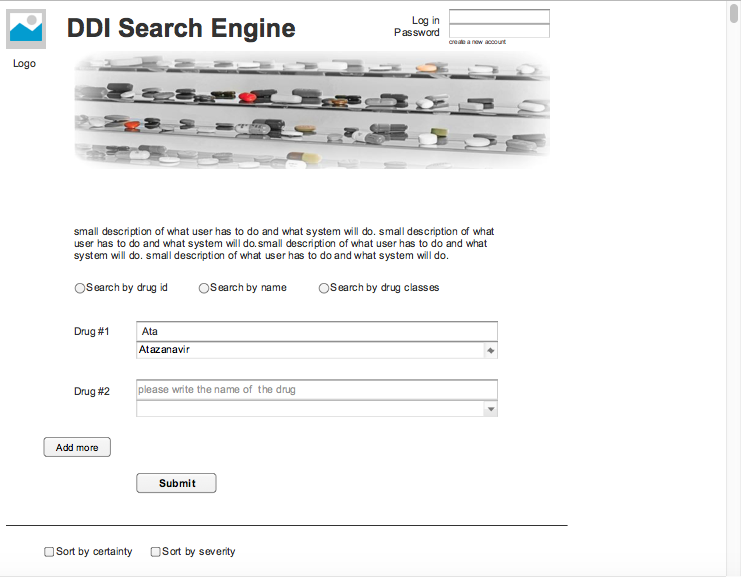 DDI Search Engine
Log in
Password
create a new account
Logo
small description of what user has to do and what system will do. small description of what
user has to do and what system will do.small description of what user has to do and what
system will do. small description of what user has to do and what system will do.
Search by drug id Search by name Search by drug classes
Drug #1 Ata
Atazanavir
Drug #2 please write the name of the drug
Add more
Submit
Sort by certainty Sort by severity